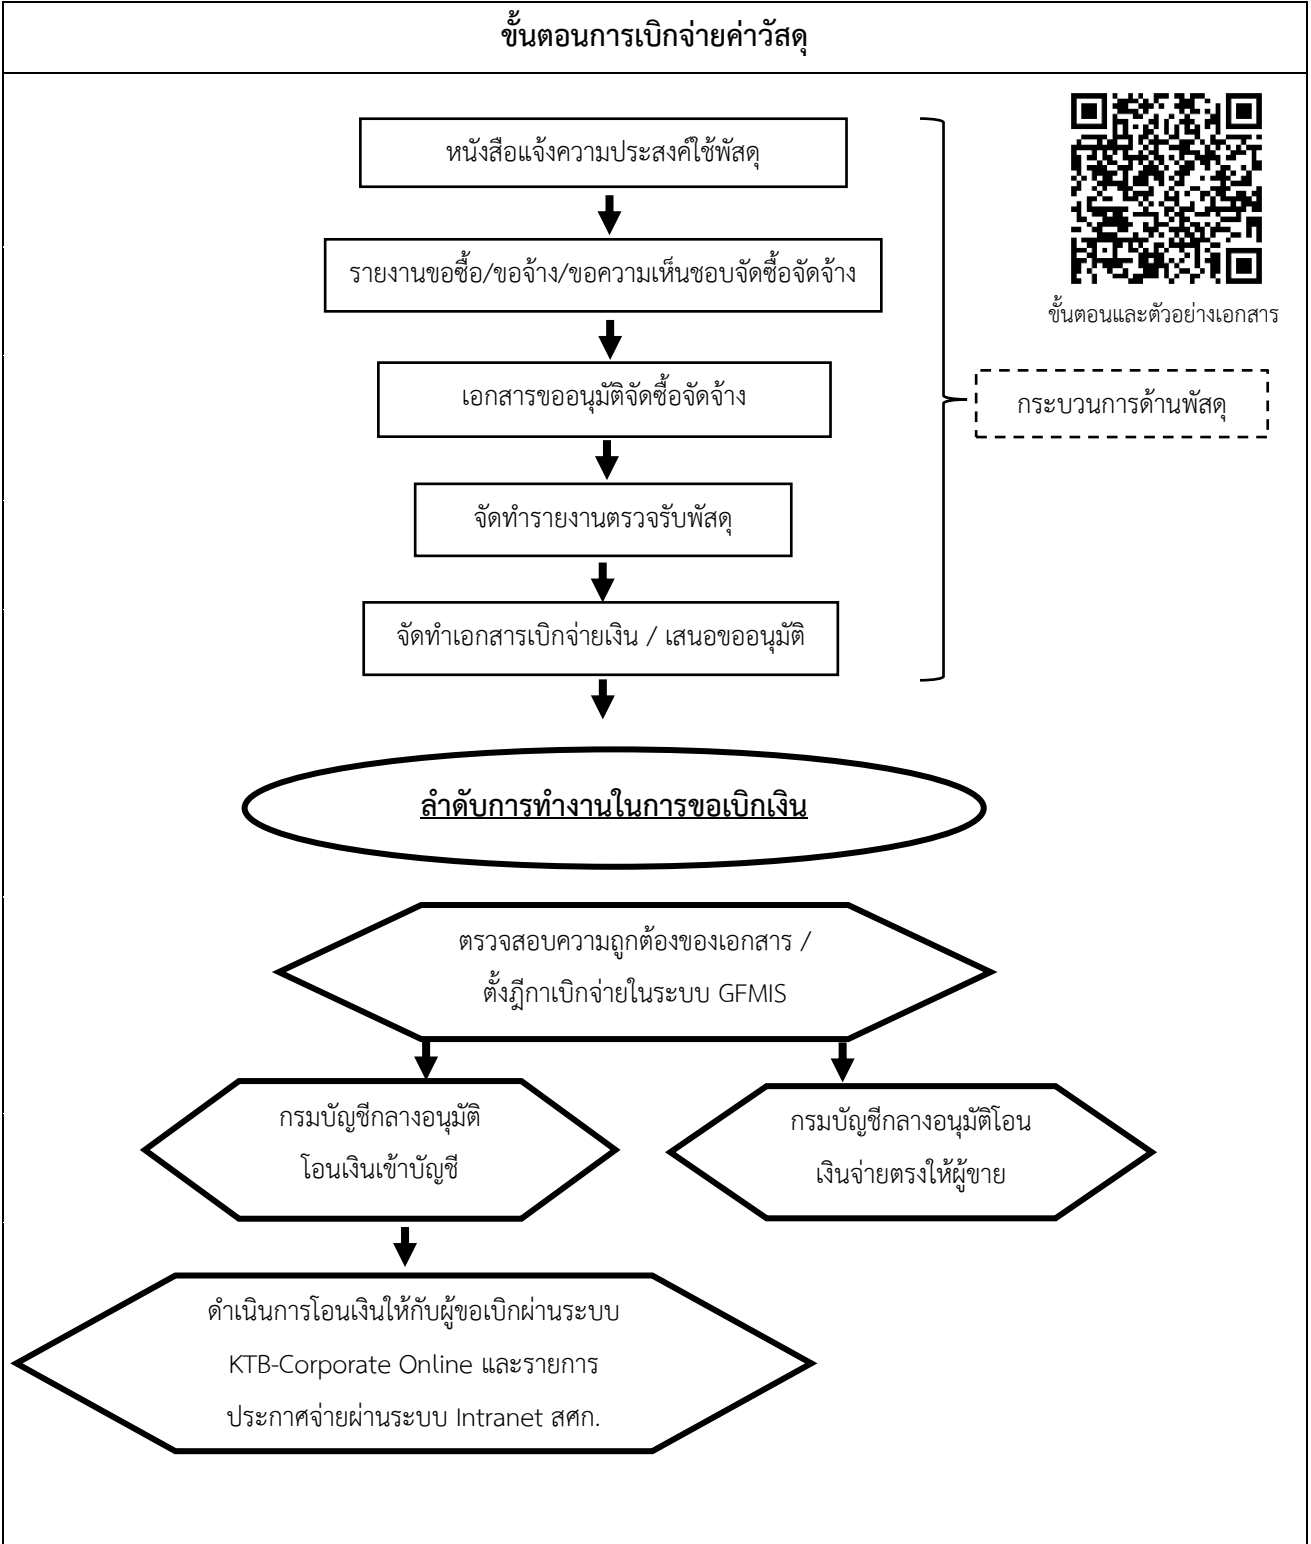 ขั้นตอนการเบิกจ่ายค่าวัสดุ
หนังสือแจ้งความประสงค์ใช้พัสดุ
รายงานขอซื้อ/ขอจ้าง/ขอความเห็นชอบจัดซื้อจัดจ้าง
ขั้นตอนและตัวอย่างเอกสาร
เอกสารขออนุมัติจัดซื้อจัดจ้าง
กระบวนการด้านพัสดุ
จัดทำรายงานตรวจรับพัสดุ
จัดทำเอกสารเบิกจ่ายเงิน / เสนอขออนุมัติ
ลำดับการทำงานในการขอเบิกเงิน
ตรวจสอบความถูกต้องของเอกสาร /
ตั้งฎีกาเบิกจ่ายในระบบ GFMIS
กรมบัญชีกลางอนุมัติ
โอนเงินเข้าบัญชี
กรมบัญชีกลางอนุมัติโอน
เงินจ่ายตรงให้ผู้ขาย
ดำเนินการโอนเงินให้กับผู้ขอเบิกผ่านระบบ
KTB-Corporate Online และรายการ
ประกาศจ่ายผ่านระบบ Intranet สศก.